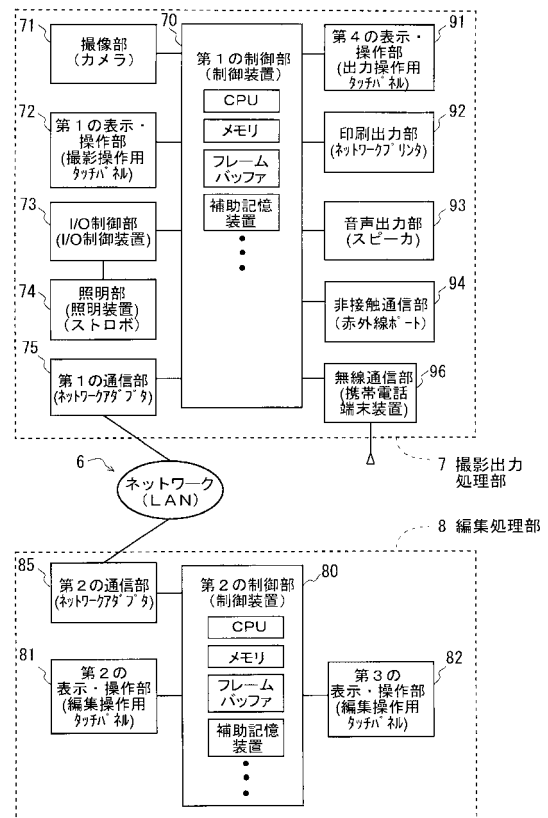 71
撮像部
(カメラ)
72
第1の表示・
操作部
(撮影操作用
タッチパネル)
73
I/O制御部
(I/O制御装置)
74
照明部
(照明装置)
(ストロボ)
75
第1の通信部
(ネットワークアダプタ)
70
第1の制御部
(制御装置)
CPU
メモリ
フレーム
バッファ
補助記憶
装置
91
第4の表示・
操作部
(出力操作用
タッチパネル)
92
印刷出力部
(ネットワークプリンタ)
93
音声出力部
(スピーカ)
94
非接触通信部
(赤外線ポート)
96
無線通信部
(携帯電話
端末装置)
7 撮影出力
処理部
6
ネットワーク
(LAN)
8 編集処理部
85
第2の通信部
(ネットワークアダプタ)
81
第2の
表示・操作部
(編集操作用
タッチパネル)
80
第2の制御部
(制御装置)
CPU
メモリ
フレーム
バッファ
補助記憶
装置
82
第3の
表示・操作部
(編集操作用
タッチパネル)